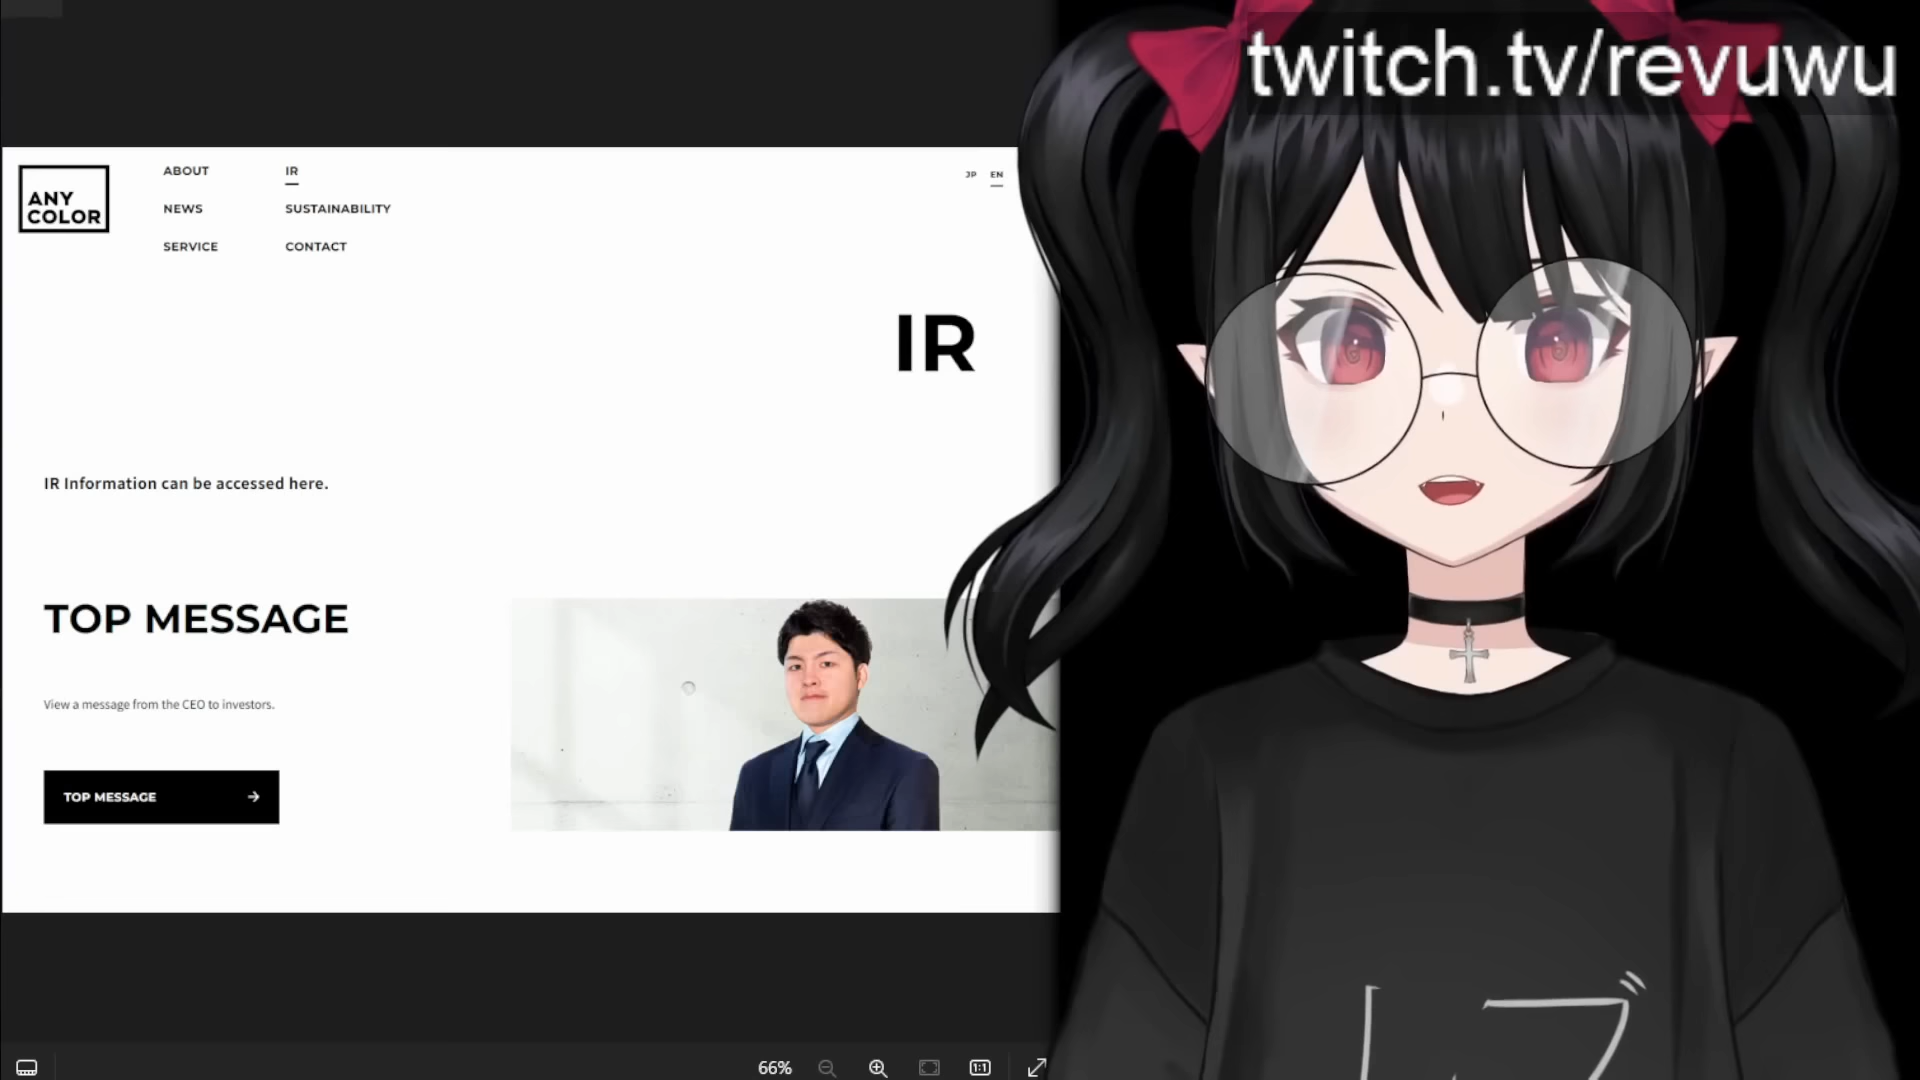 twitch.tv/revuwu
ANY
COLOR
ABOUT
NEWS
SERVICE
IR
SUSTAINABILITY
CONTACT
JP EN
IR
IR Information can be accessed here.
TOP MESSAGE
View a message from the CEO to investors.
TOP MESSAGE
レブ
66%
1:1